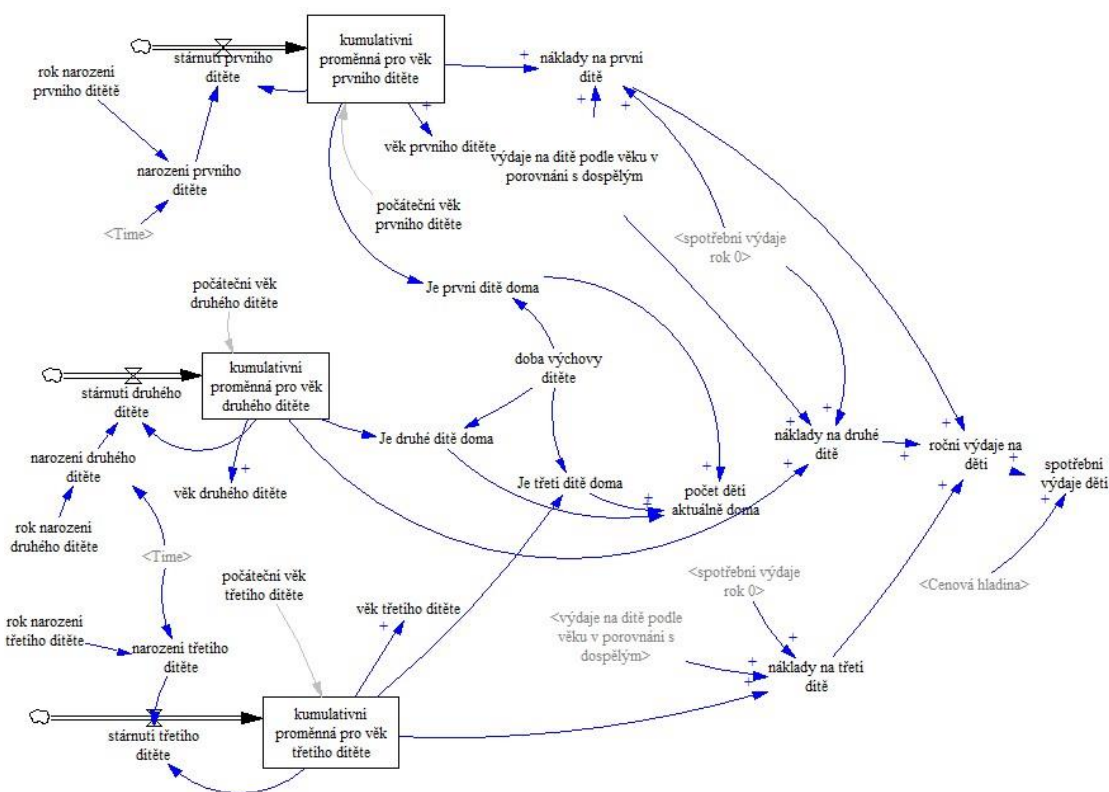 kumulativní
proměnná pro věk
prvního dítěte
stárnutí prvního
dítěte
náklady na první
dítě
rok narození
prvního dítětě
věk prvního dítěte
výdaje na dítě podle věku v
porovnání s dospělým
narození prvního
dítěte
<Time>
počáteční věk
prvního dítěte
<spotřební výdaje
rok 0>
počáteční věk
druhého dítěte
Je první dítě doma
kumulativní
proměnná pro věk
druhého dítěte
doba výchovy
dítěte
stárnutí druhého
dítěte
Je druhé dítě doma
náklady na druhé
dítě
roční výdaje na
děti
spotřební
výdaje děti
narození druhého
dítěte
věk druhého dítěte
Je třetí dítě doma
počet dětí
aktuálně doma
rok narození
druhého dítěte
<Time>
počáteční věk
třetího dítěte
věk třetího dítěte
<spotřební výdaje
rok 0>
<Cenová hladina>
rok narození
třetího dítěte
<výdaje na dítě podle
věku v porovnání s
dospělým>
narození třetího
dítěte
náklady na třetí
dítě
kumulativní
proměnná pro věk
třetího dítěte
stárnutí třetího
dítěte